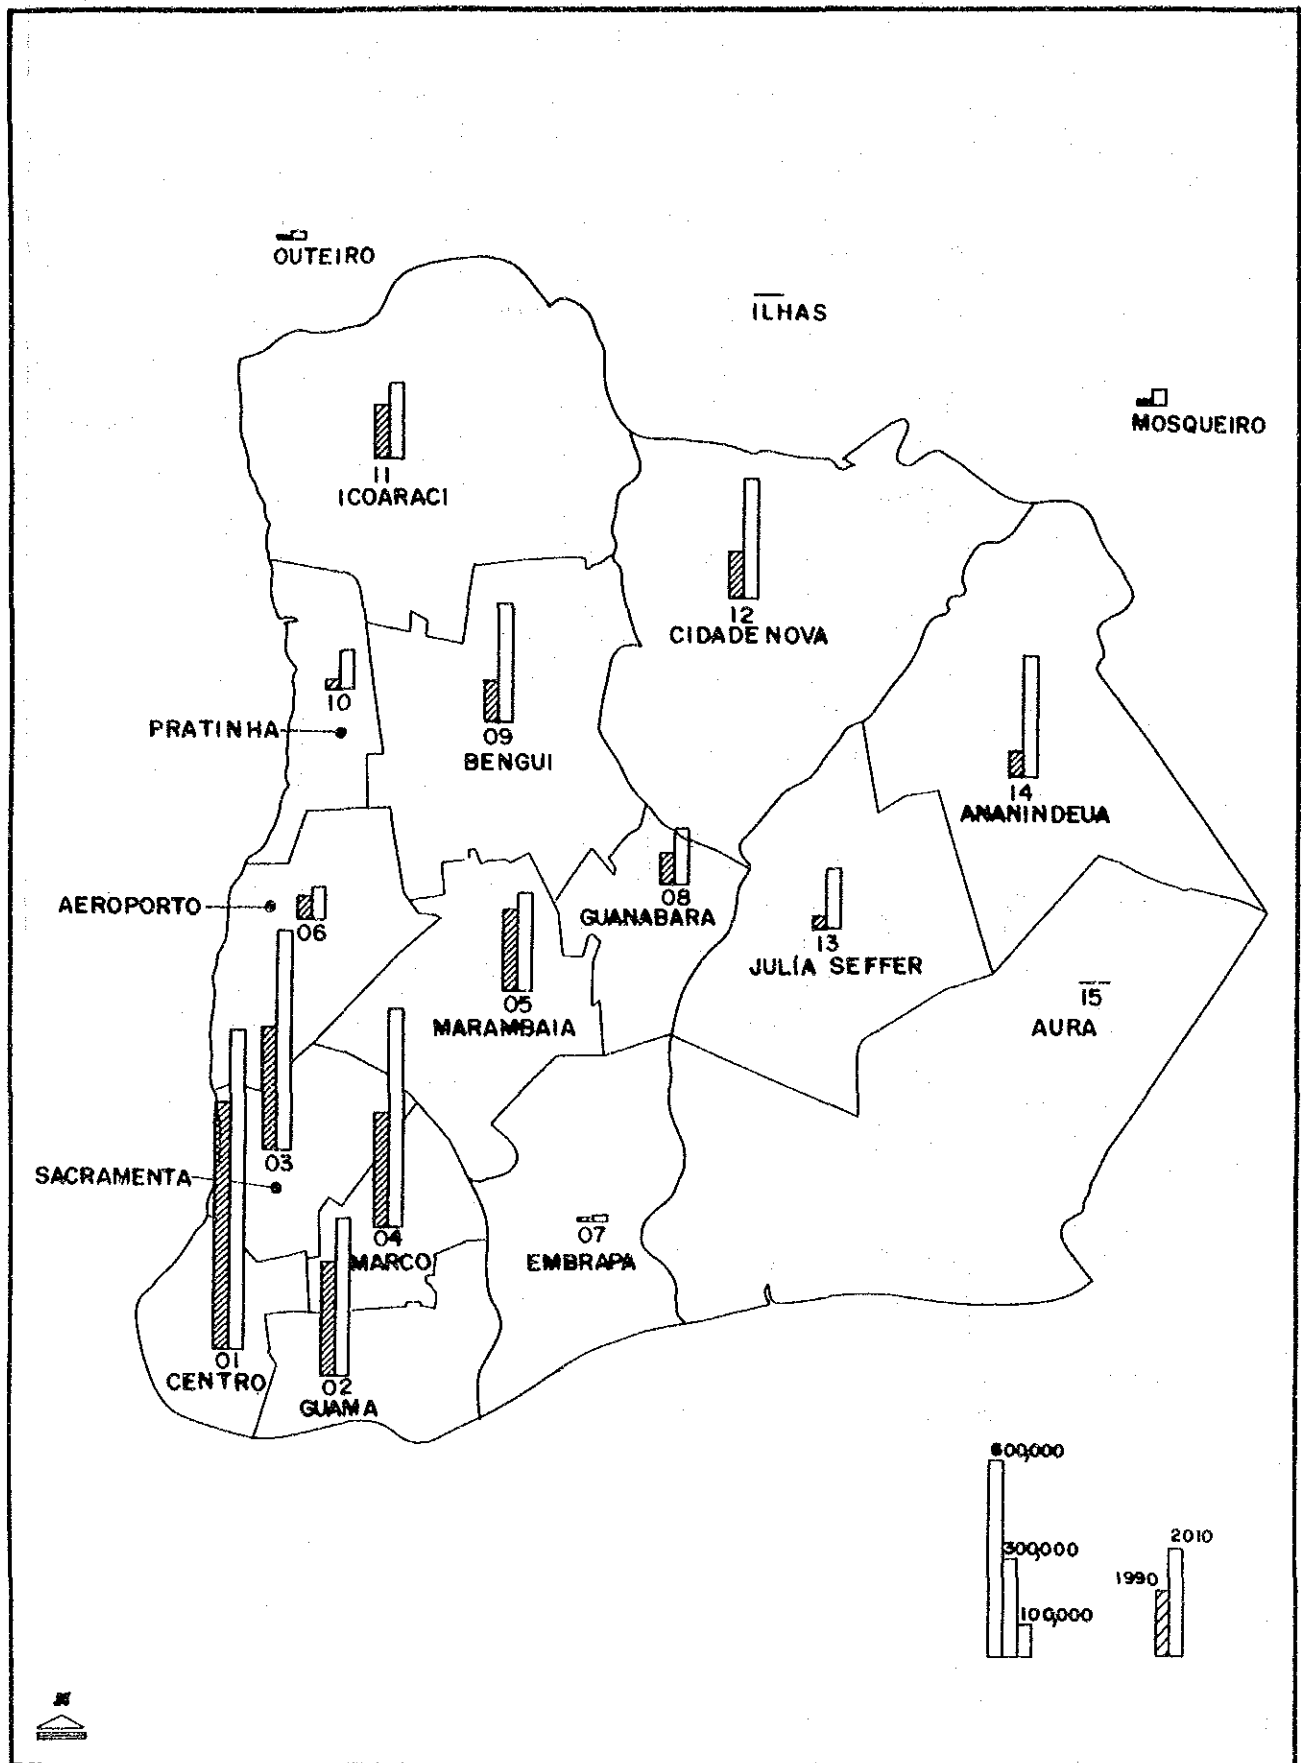 OUTEIRO
ILHAS
MOSQUEIRO
11
ICOARACI
12
CIDADE NOVA
10
PRATINHA
09
BENGUI
14
ANANINDEUA
08
GUANABARA
AEROPORTO
06
13
JULIA SEFFER
05
MARAMBAIA
15
AURA
03
SACRAMENTA
04
MARCO
07
EMBRAPA
01
CENTRO
02
GUAMA
600,000
300,000
100,000
2010
1990